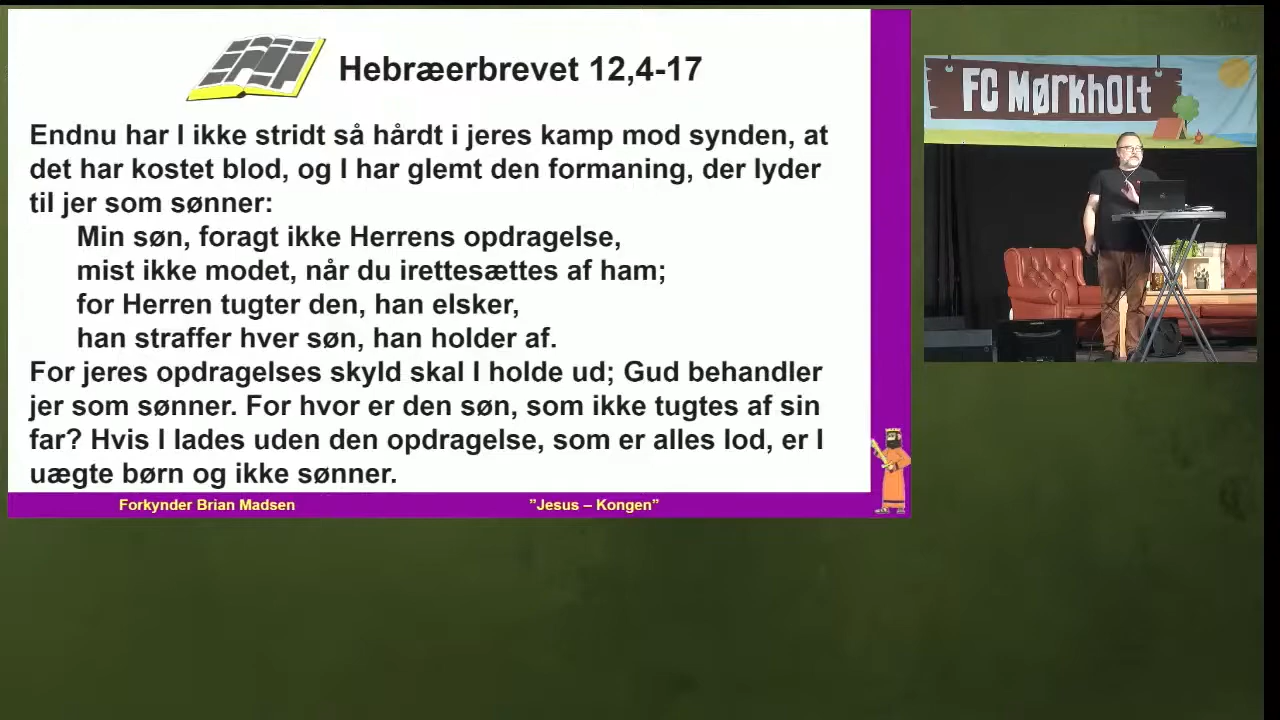 Hebræerbrevet 12,4-17
Endnu har I ikke stridt så hårdt i jeres kamp mod synden, at
det har kostet blod, og I har glemt den formaning, der lyder
til jer som sønner:
Min søn, foragt ikke Herrens opdragelse,
mist ikke modet, når du irettesættes af ham;
for Herren tugter den, han elsker,
han straffer hver søn, han holder af.
For jeres opdragelses skyld skal I holde ud; Gud behandler
jer som sønner. For hvor er den søn, som ikke tugtes af sin
far? Hvis I lades uden den opdragelse, som er alles lod, er I
uægte børn og ikke sønner.
Forkynder Brian Madsen
”Jesus – Kongen”
FC Mørkholt